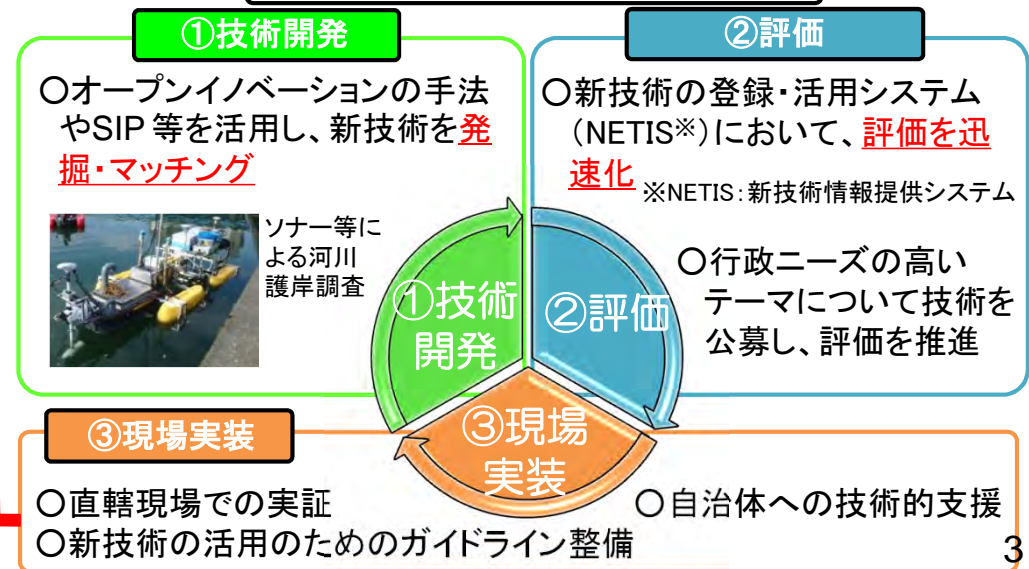 ①技術開発
〇オープンイノベーションの手法
やSIP等を活用し、新技術を発
掘・マッチング
ソナー等に
よる河川
護岸調査
②評価
〇新技術の登録・活用システム
（NETIS※）において、評価を迅
速化
※NETIS：新技術情報提供システム
〇行政ニーズの高い
テーマについて技術を
公募し、評価を推進
①技術
開発
②評価
③現場
実装
③現場実装
〇直轄現場での実証
〇新技術の活用のためのガイドライン整備
〇自治体への技術的支援
3